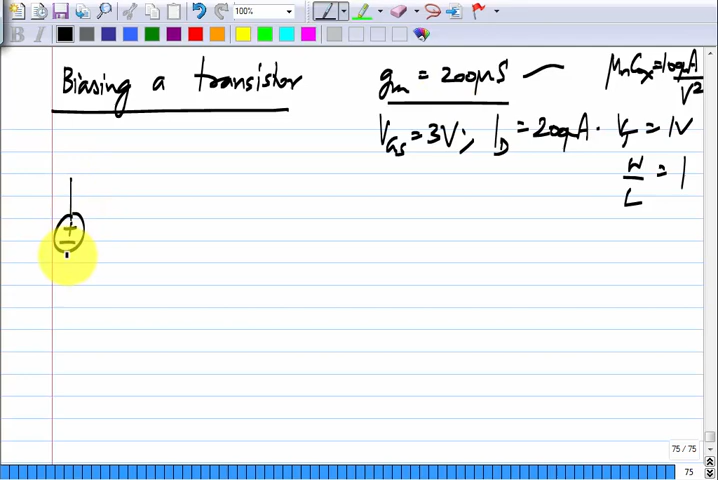 100%
B I
Biasing a transistor
gm = 200μS
μnCox = 100μA/V²
VGS = 3V; ID = 200μA. VT = 1V
W/L = 1
+
−
75 / 75
75